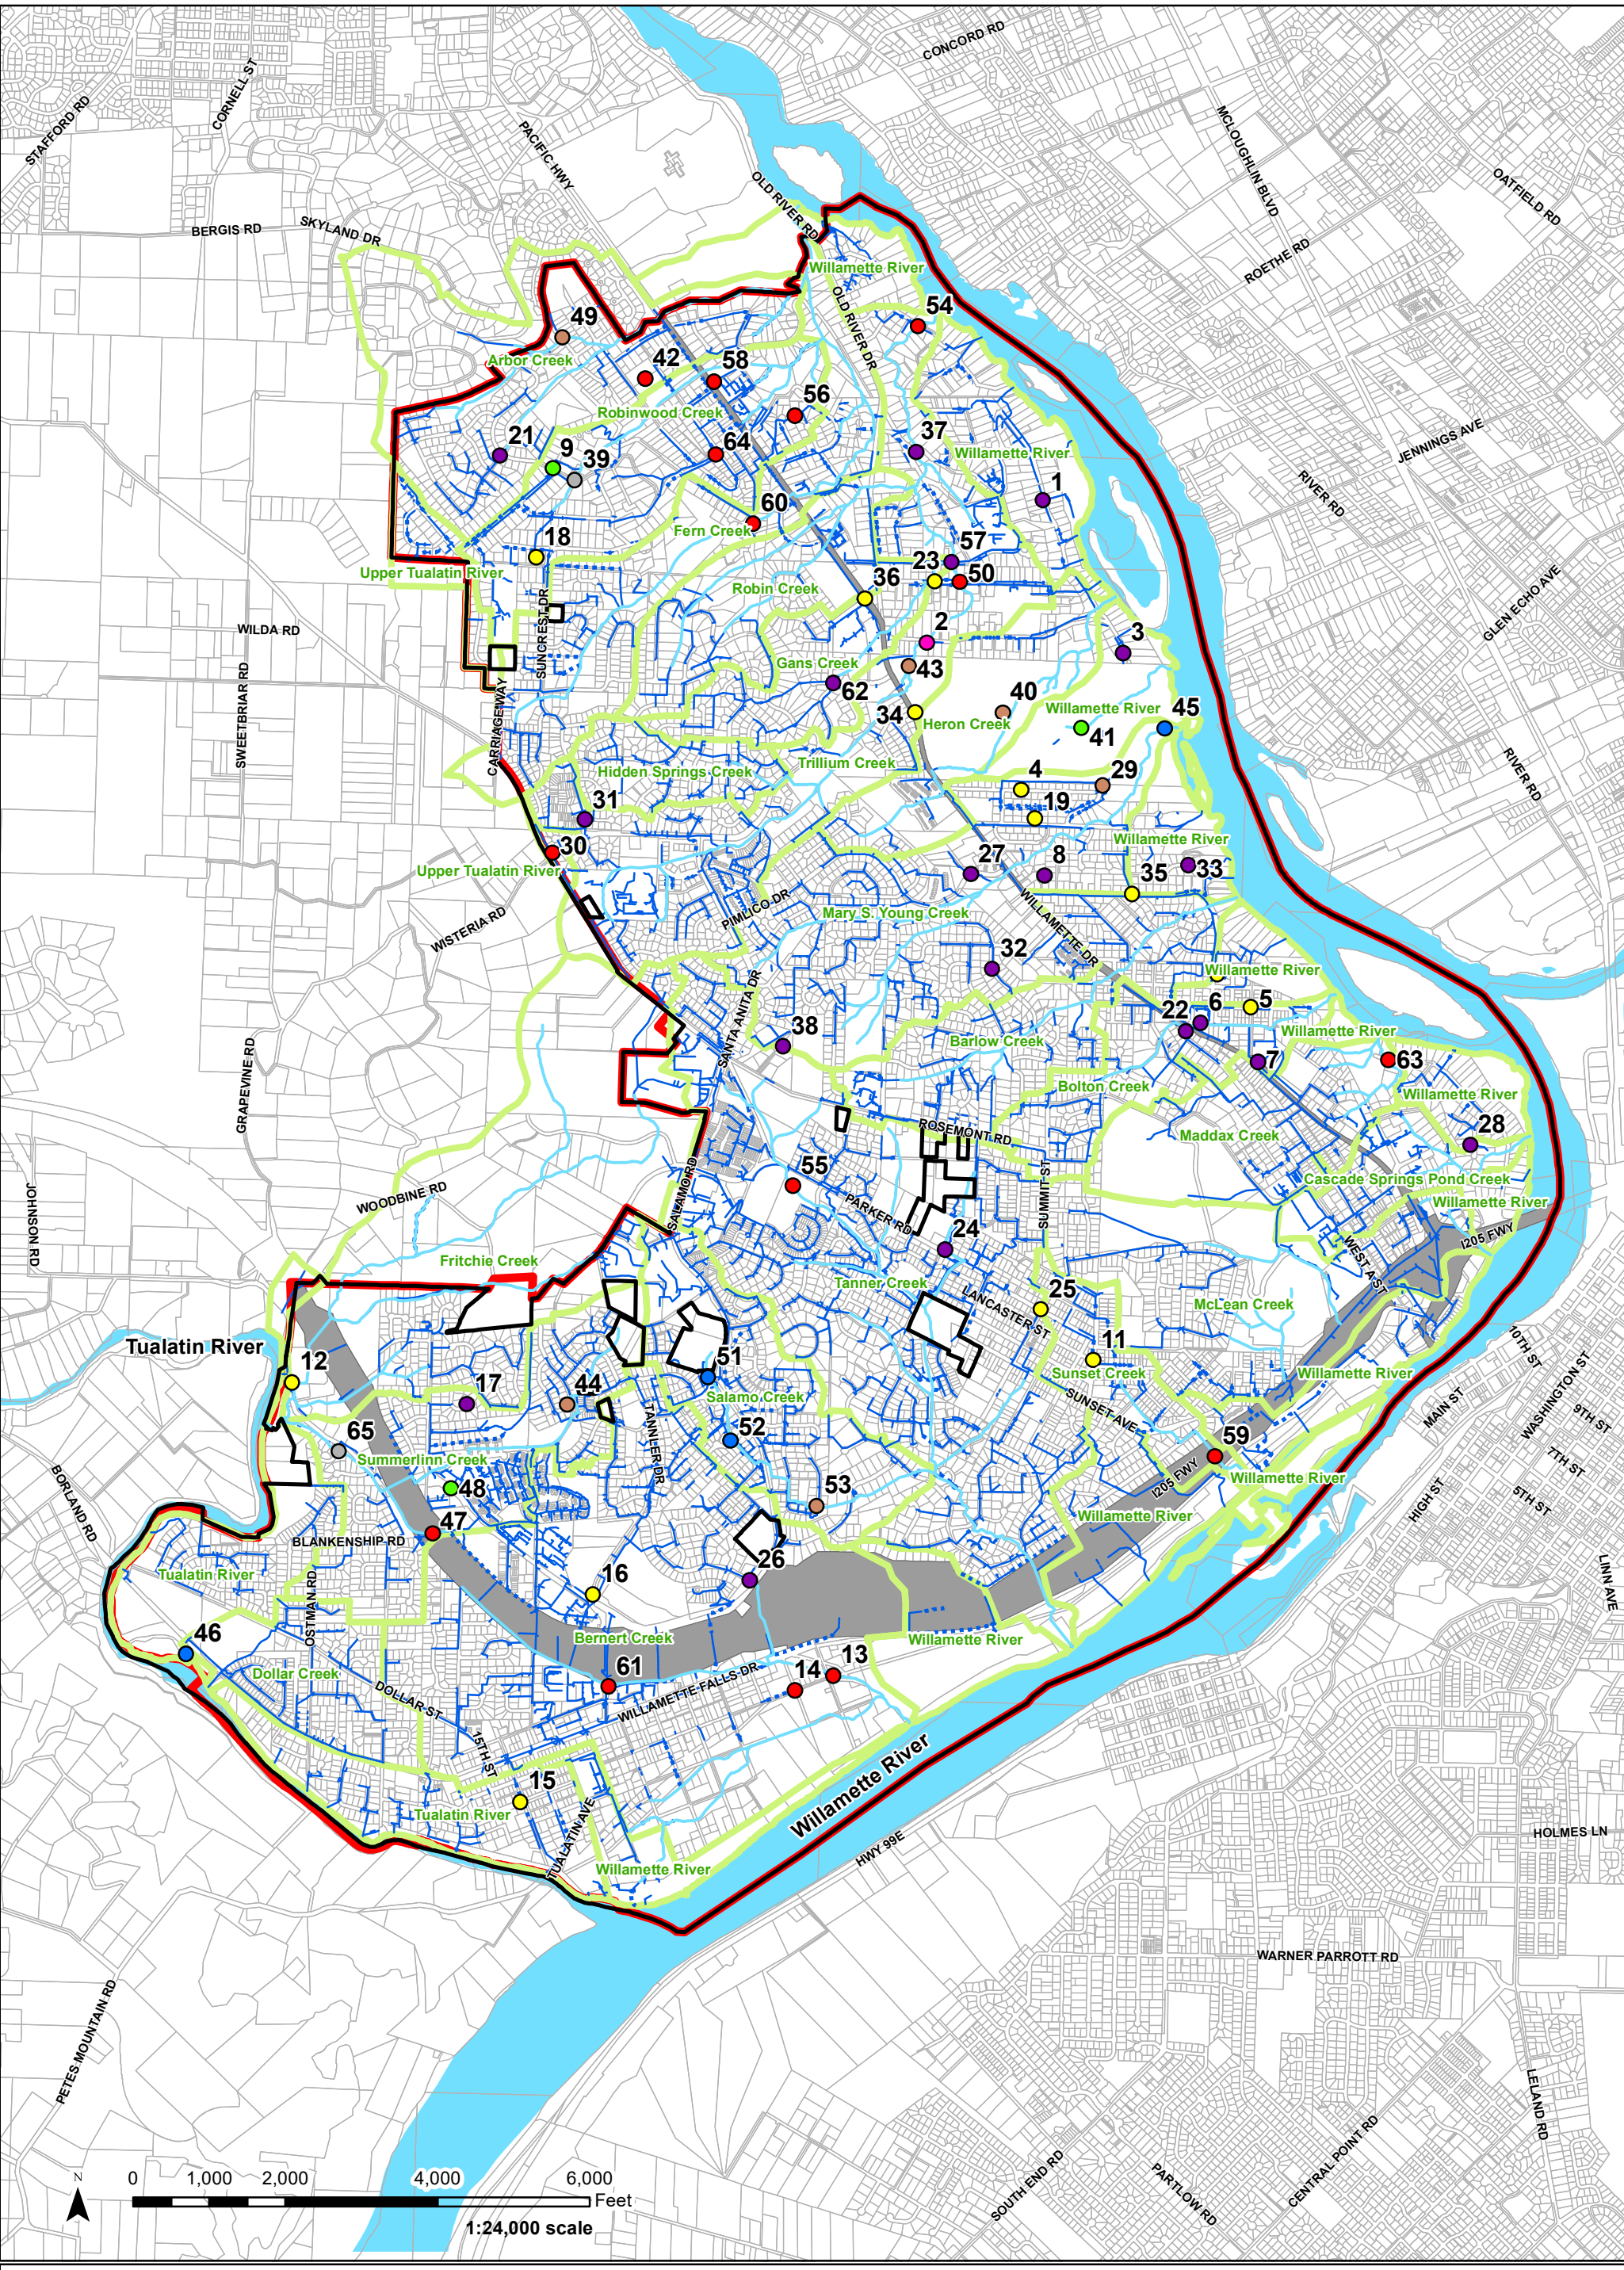 CONCORD RD
CORNELL ST
STAFFORD RD
PACIFIC HWY
MCLOUGHLIN BLVD
OATFIELD RD
OLD RIVER RD
BERGIS RD
SKYLAND DR
ROETHE RD
Willamette River
OLD RIVER DR
54
49
Arbor Creek
42
58
Robinwood Creek
56
37
JENNINGS AVE
21
9
39
64
Willamette River
1
RIVER RD
60
Fern Creek
18
57
Upper Tualatin River
23
50
36
Robin Creek
GLEN ECHO AVE
SUNCREST DR
WILDA RD
2
3
43
Gans Creek
62
SWEETBRIAR RD
CARRIAGE WAY
40
34
Heron Creek
Willamette River
45
41
Trillium Creek
Hidden Springs Creek
4
29
RIVER RD
31
19
30
Willamette River
Upper Tualatin River
27
8
35
33
PIMLICO DR
Mary S. Young Creek
WISTERIA RD
WILLAMETTE DR
32
Willamette River
SANTA ANITA DR
5
6
22
38
Barlow Creek
Willamette River
7
63
GRAPEVINE RD
Bolton Creek
Willamette River
ROSEMONT RD
Maddax Creek
28
55
Cascade Springs Pond Creek
SALAMO RD
SUMMIT ST
WOODBINE RD
PARKER RD
Willamette River
JOHNSON RD
24
I205 FWY
WEST A ST
Fritchie Creek
Tanner Creek
25
LANCASTER ST
McLean Creek
Tualatin River
11
10TH ST
51
12
Sunset Creek
Willamette River
WASHINGTON ST
17
44
Salamo Creek
SUNSET AVE
MAIN ST
9TH ST
TANNLER DR
52
65
59
7TH ST
Summerlinn Creek
BORLAND RD
48
I205 FWY
Willamette River
HIGH ST
5TH ST
53
Willamette River
47
BLANKENSHIP RD
26
LINN AVE
Tualatin River
16
OSTMAN RD
46
Bernert Creek
Willamette River
Dollar Creek
61
14
13
DOLLAR ST
WILLAMETTE FALLS DR
15TH ST
Willamette River
15
Tualatin River
TUALATIN AVE
HWY 99E
HOLMES LN
Willamette River
WARNER PARROTT RD
PETES MOUNTAIN RD
LELAND RD
CENTRAL POINT RD
SOUTH END RD
PARTLOW RD
N
0 1,000 2,000 4,000 6,000
Feet
1:24,000 scale